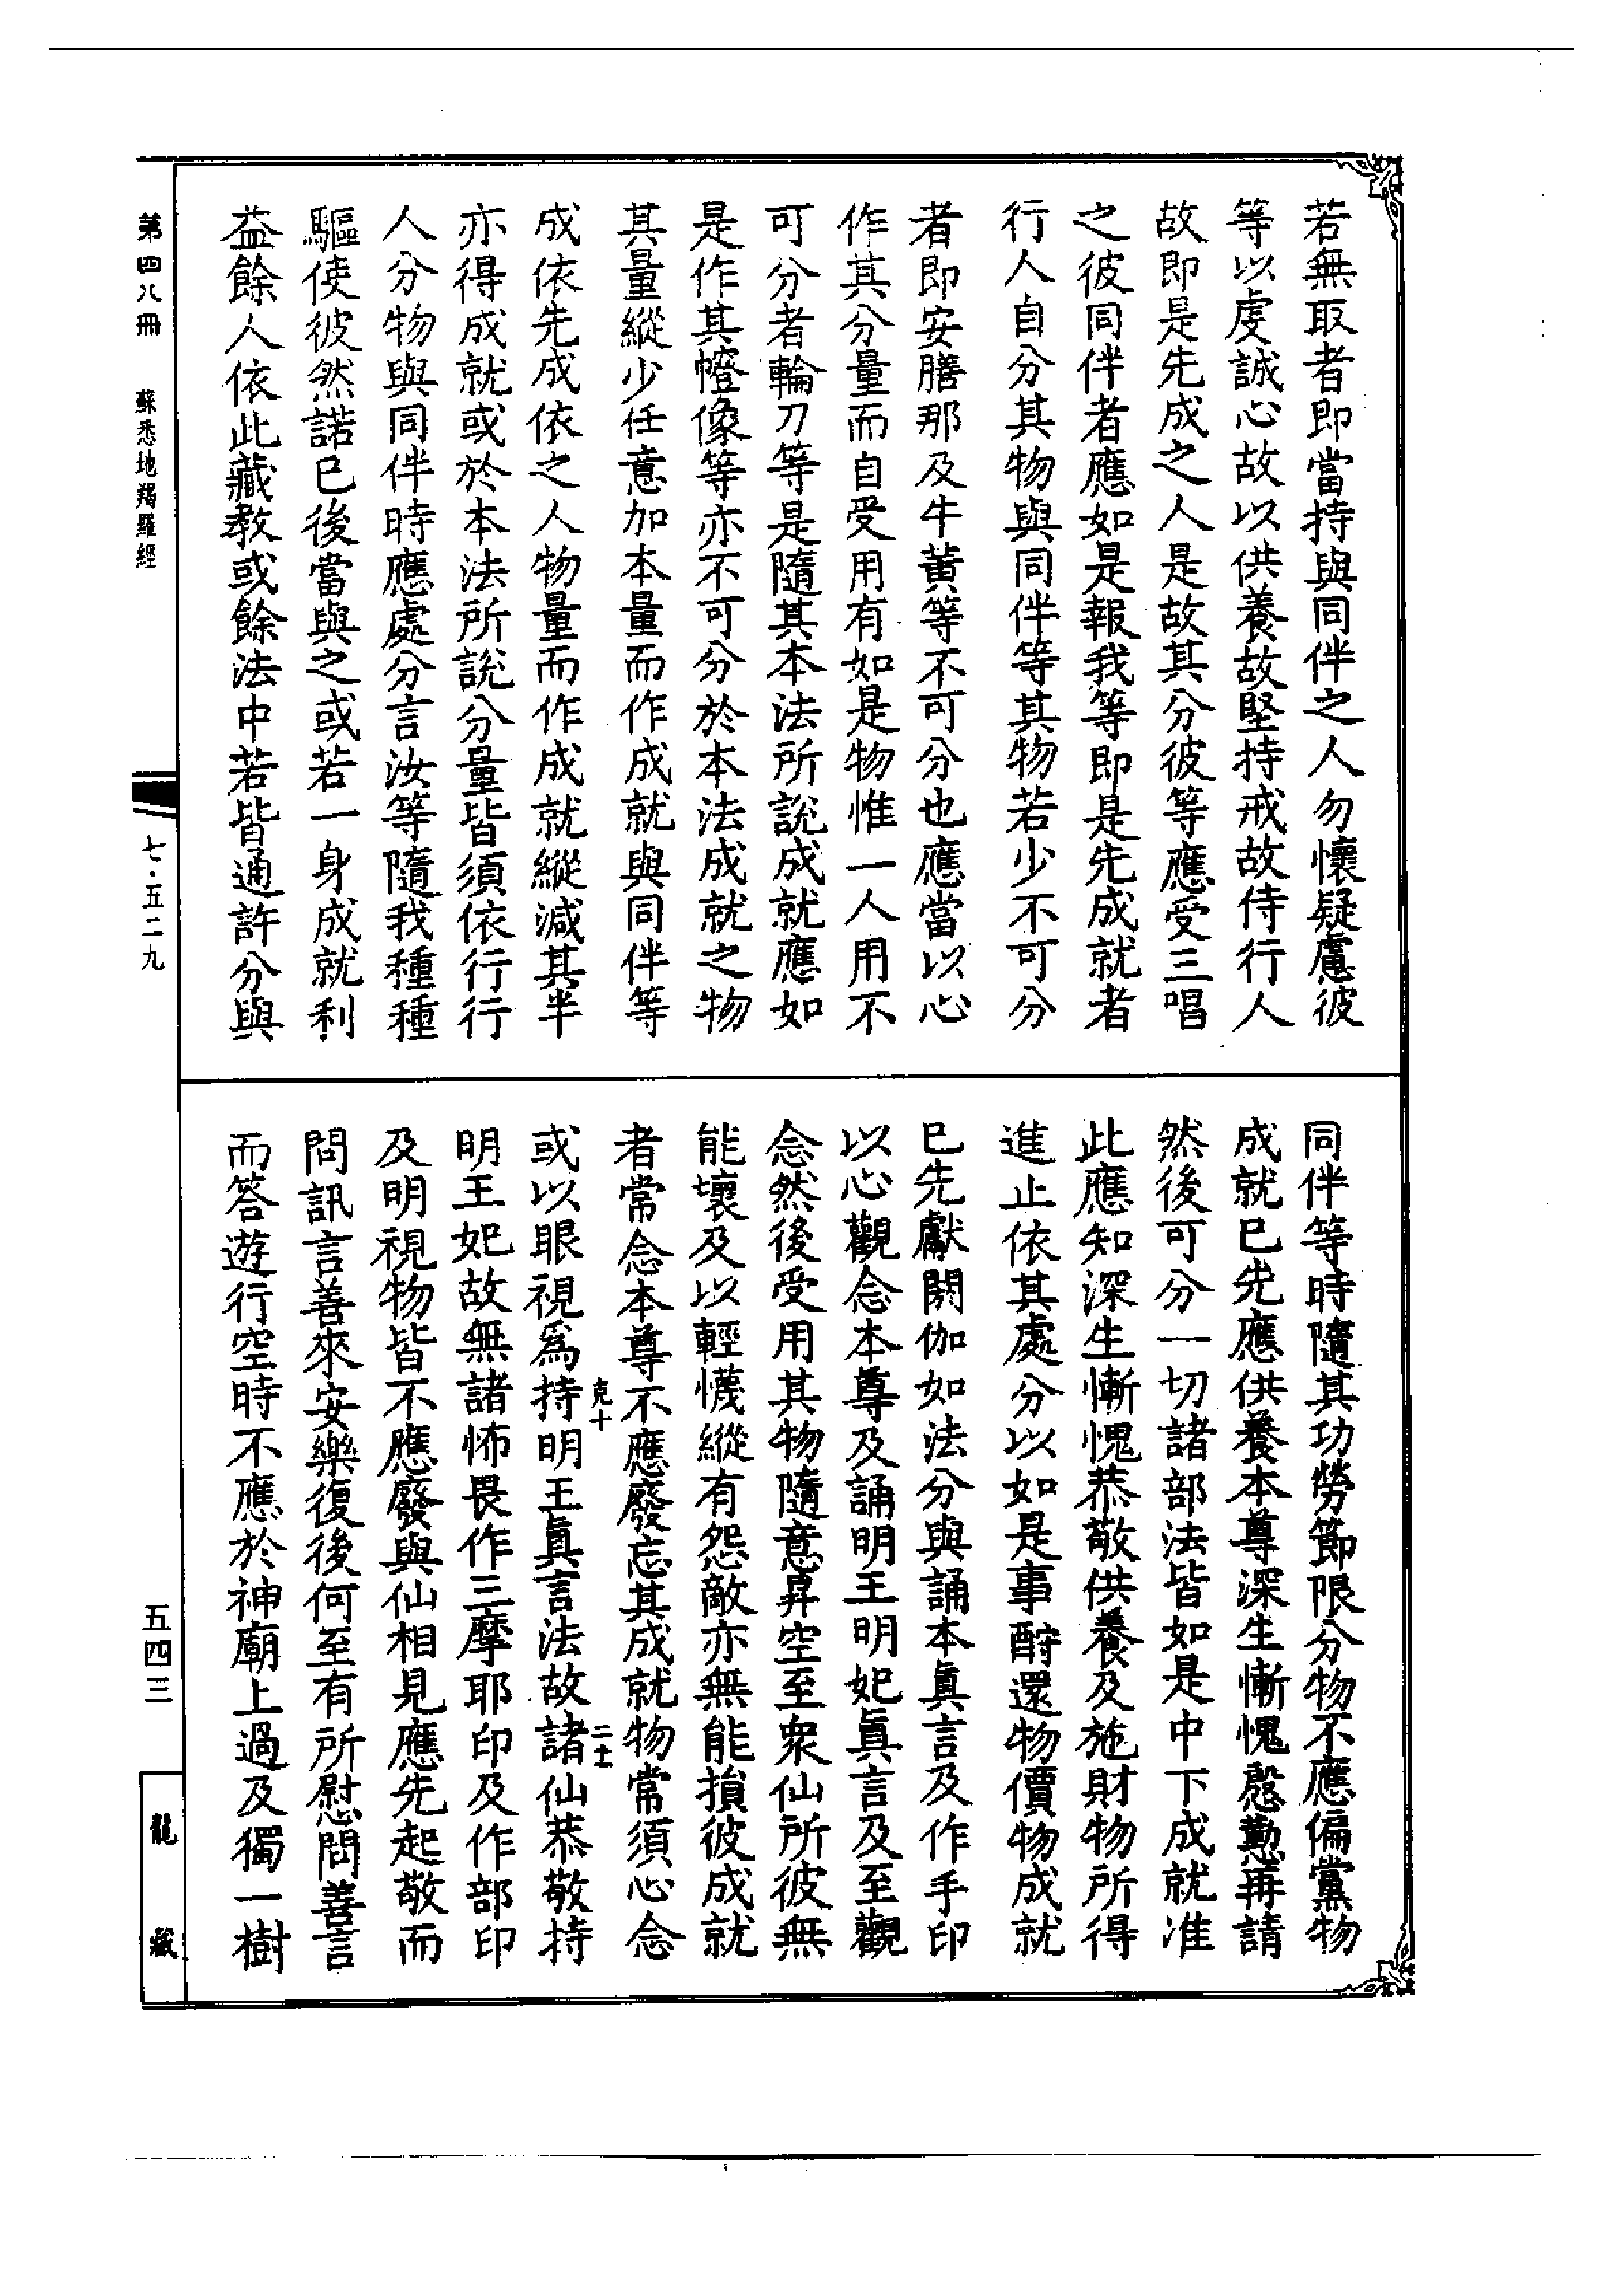 若無取者即當持與同伴之人勿懷疑慮彼
等以虔誠心故以供養故堅持戒故侍行人
故即是先成之人是故其分彼等應受三唱
之彼同伴者應如是報我等即是先成就者
行人自分其物與同伴等其物若少不可分
者即安膳那及牛黃等不可分也應當以心
作其分量而自受用有如是物惟一人用不
可分者輪刀等是隨其本法所說成就應如
是作其幢像等亦不可分於本法成就之物
其量縱少任意加本量而作成就與同伴等
成依先成依之人物量而作成就縱減其半
亦得成就或於本法所說分量皆須依行行
人分物與同伴時應處分言汝等隨我種種
驅使彼然諾已後當與之或若一身成就利
益餘人依此藏教或餘法中若皆通許分與
同伴等時隨其功勞節限分物不應偏黨物
成就已先應供養本尊深生慚愧慇懃再請
然後可分一切諸部法皆如是中下成就准
此應知深生慚愧恭敬供養及施財物所得
進止依其處分以如是事酧還物價物成就
已先獻閼伽如法分與誦本眞言及作手印
以心觀念本尊及誦明王明妃眞言及至觀
念然後受用其物隨意昇空至衆仙所彼無
能壞及以輕懱縱有怨敵亦無能損彼成就
者常念本尊不應廢忘其成就物常須心念
克十
二士
或以眼視爲持明王眞言法故諸仙恭敬持
明王妃故無諸怖畏作三摩耶印及作部印
及明視物皆不應廢與仙相見應先起敬而
問訊言善來安樂復後何至有所慰問善言
而答遊行空時不應於神廟上過及獨一樹
第四八冊
蘇悉地羯羅經
七·五二九
五四三
龍藏